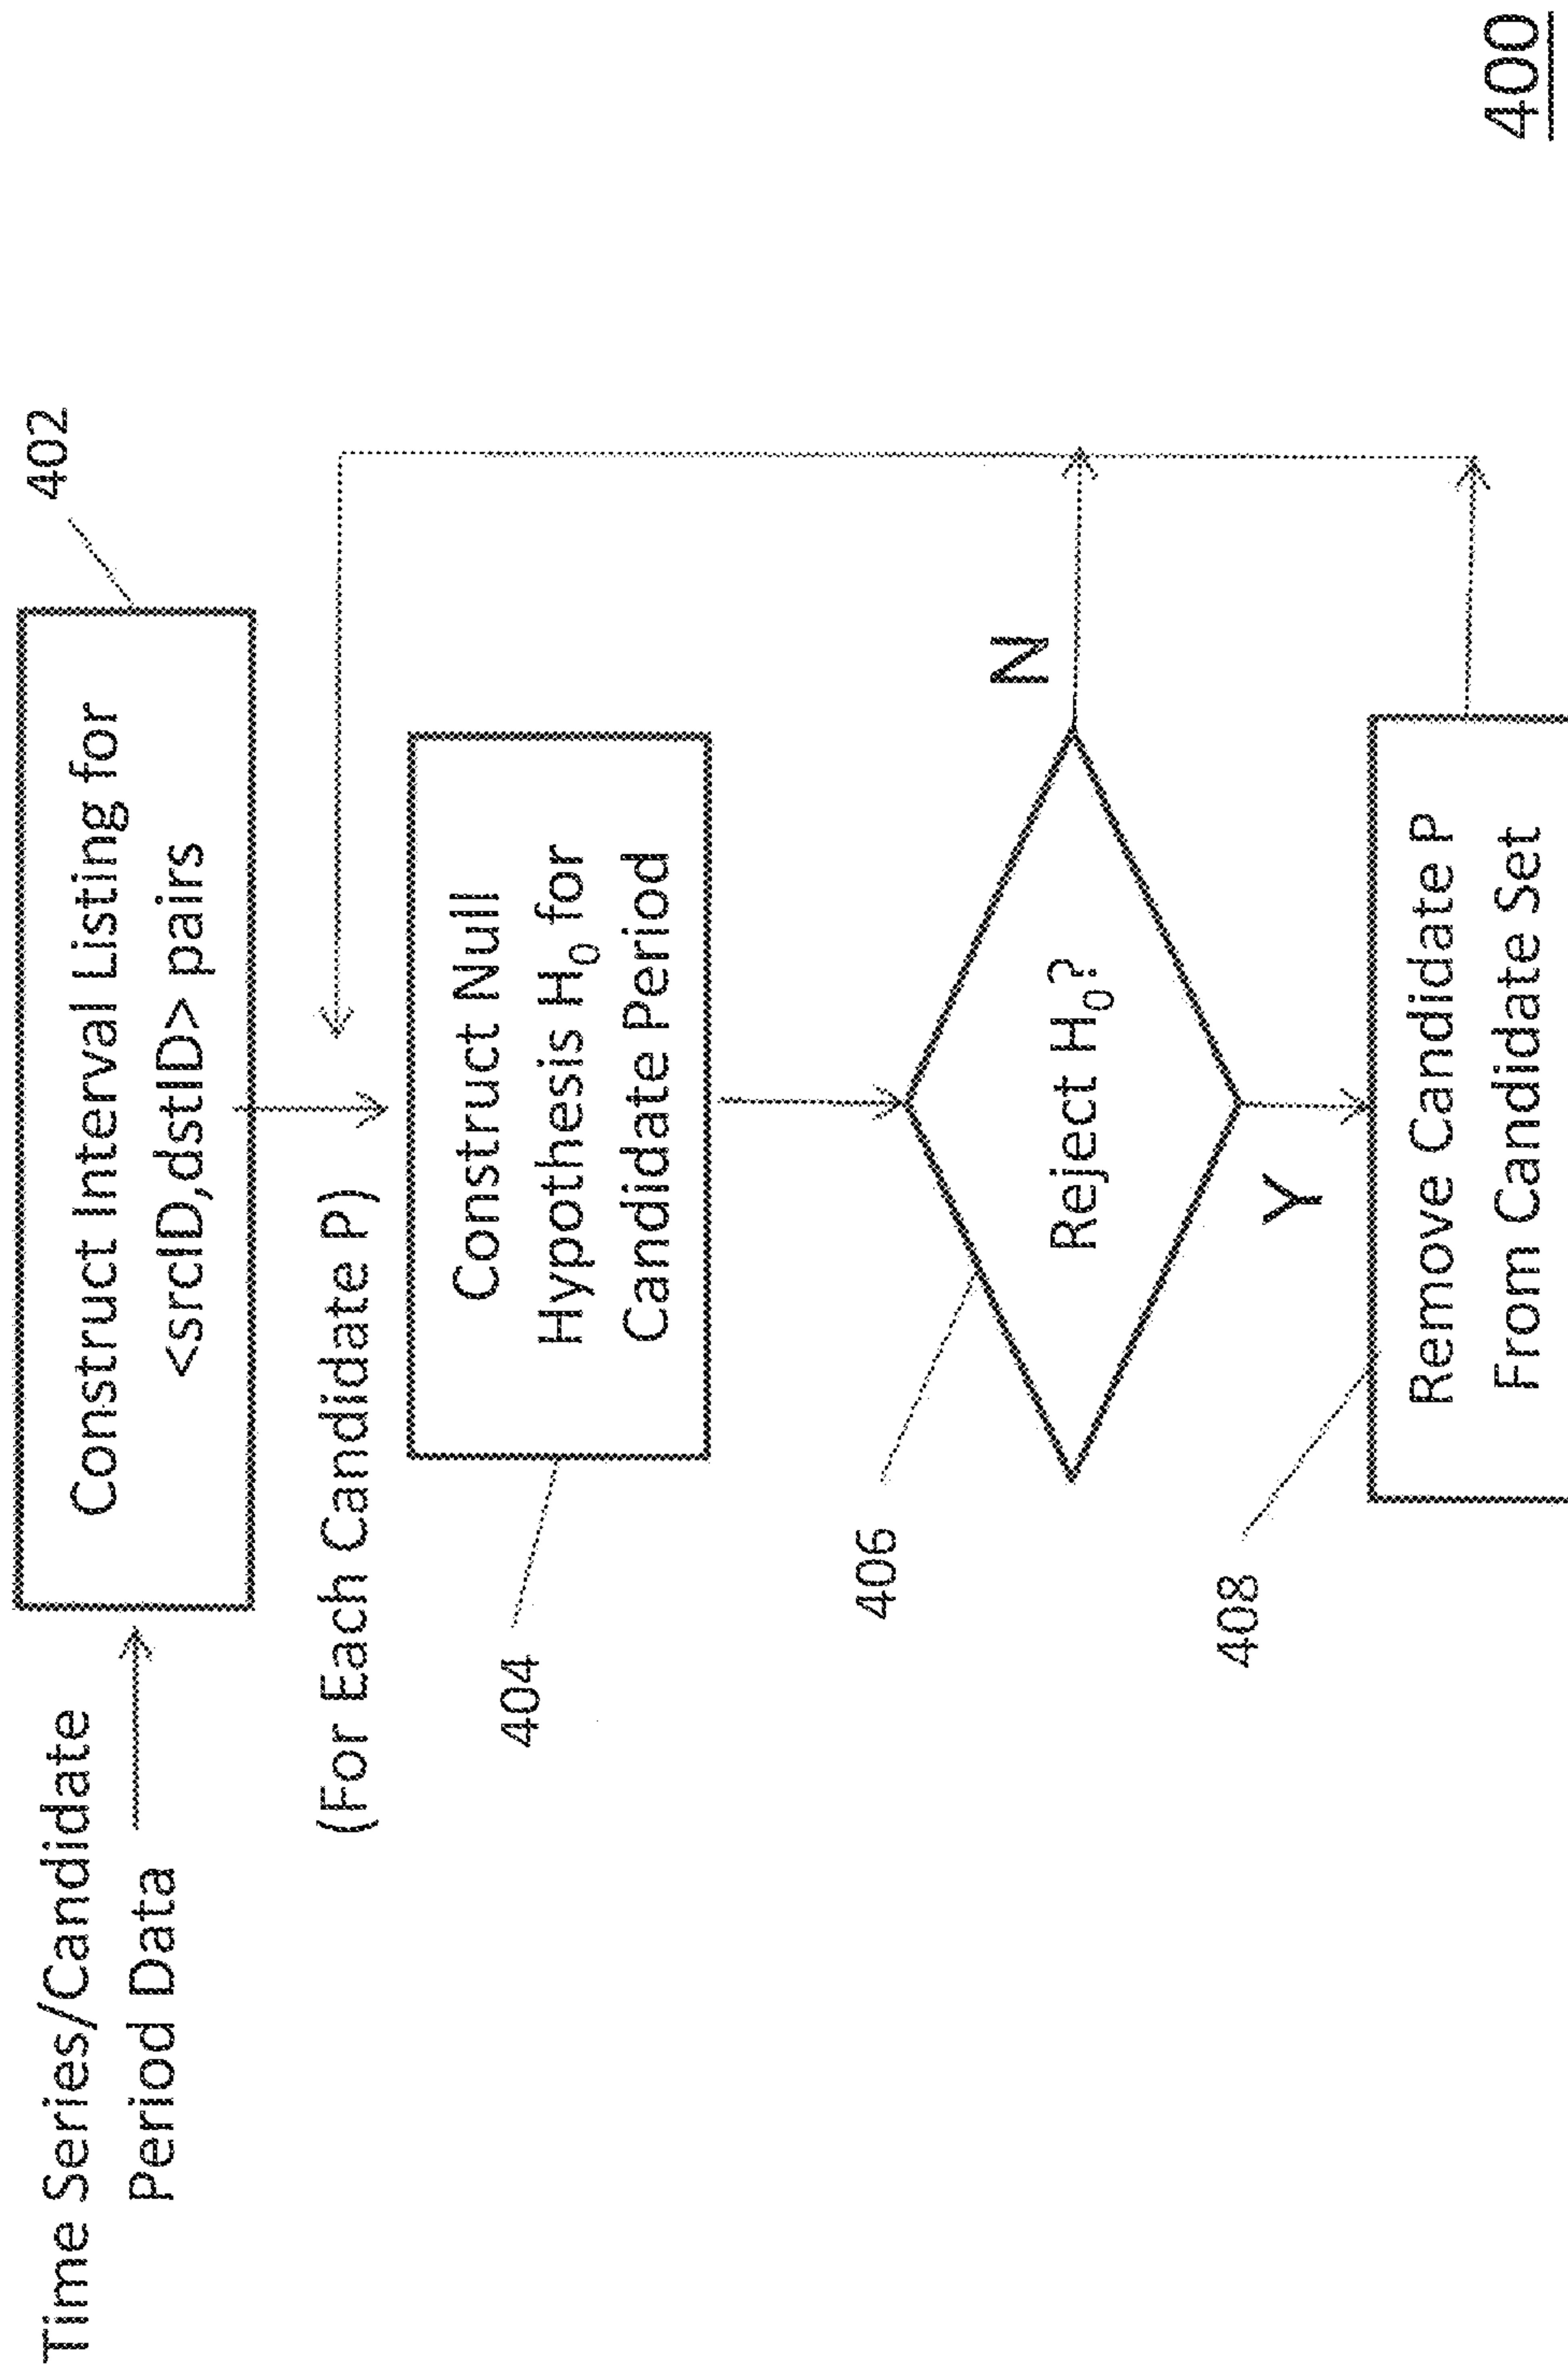 Time Series/Candidate
Period Data
402
Construct Interval Listing for
<srcID,dstID> pairs
(For Each Candidate P)
404
Construct Null
Hypothesis H₀ for
Candidate Period
406
Reject H₀?
N
Y
408
Remove Candidate P
From Candidate Set
400